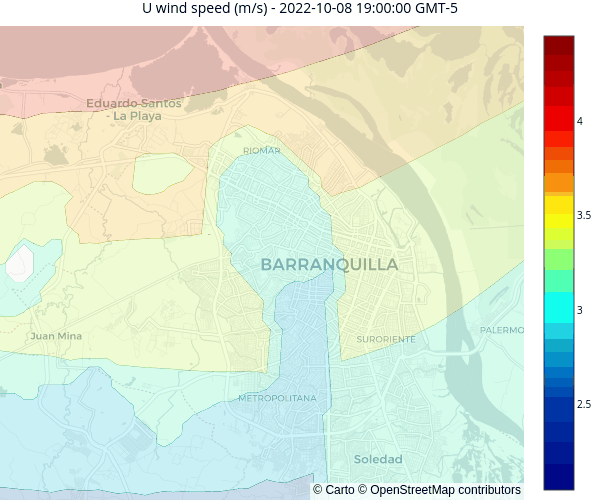 U wind speed (m/s) - 2022-10-08 19:00:00 GMT-5
Eduardo Santos
- La Playa
RIOMAR
BARRANQUILLA
Juan Mina
SURORIENTE
PALERMO
METROPOLITANA
Soledad
4
3.5
3
2.5
© Carto © OpenStreetMap contributors